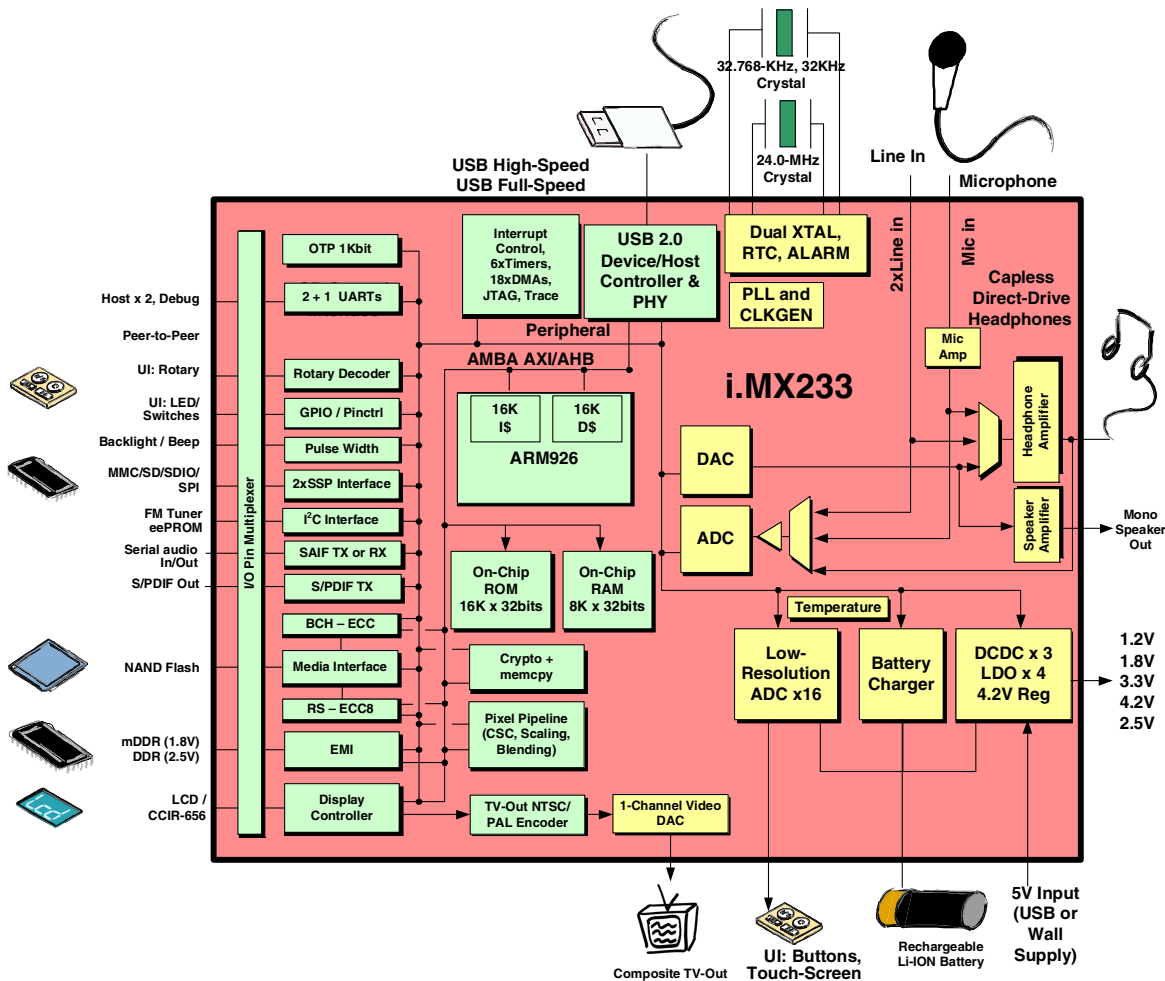 32.768-KHz, 32KHz
Crystal
24.0-MHz
Crystal
Line In
Microphone
USB High-Speed
USB Full-Speed
OTP 1Kbit
Interrupt
Control,
6xTimers,
18xDMAs,
JTAG, Trace
USB 2.0
Device/Host
Controller &
PHY
Dual XTAL,
RTC, ALARM
PLL and
CLKGEN
2xLine in
Mic in
Capless
Direct-Drive
Headphones
Host x 2, Debug
2 + 1 UARTs
Peripheral
Peer-to-Peer
AMBA AXI/AHB
Mic
Amp
UI: Rotary
Rotary Decoder
i.MX233
UI: LED/
Switches
GPIO / Pinctrl
16K
I$
16K
D$
ARM926
Headphone
Amplifier
Backlight / Beep
Pulse Width
DAC
MMC/SD/SDIO/
SPI
2xSSP Interface
FM Tuner
eePROM
I²C Interface
ADC
Speaker
Amplifier
Mono
Speaker
Out
Serial audio
In/Out
SAIF TX or RX
S/PDIF Out
S/PDIF TX
I/O Pin Multiplexer
On-Chip
ROM
16K x 32bits
On-Chip
RAM
8K x 32bits
Temperature
BCH – ECC
NAND Flash
Media Interface
RS – ECC8
Crypto +
memcpy
Low-
Resolution
ADC x16
Battery
Charger
DCDC x 3
LDO x 4
4.2V Reg
1.2V
1.8V
3.3V
4.2V
2.5V
Pixel Pipeline
(CSC, Scaling,
Blending)
mDDR (1.8V)
DDR (2.5V)
EMI
lcd
LCD /
CCIR-656
Display
Controller
TV-Out NTSC/
PAL Encoder
1-Channel Video
DAC
Composite TV-Out
UI: Buttons,
Touch-Screen
Rechargeable
Li-ION Battery
5V Input
(USB or
Wall
Supply)